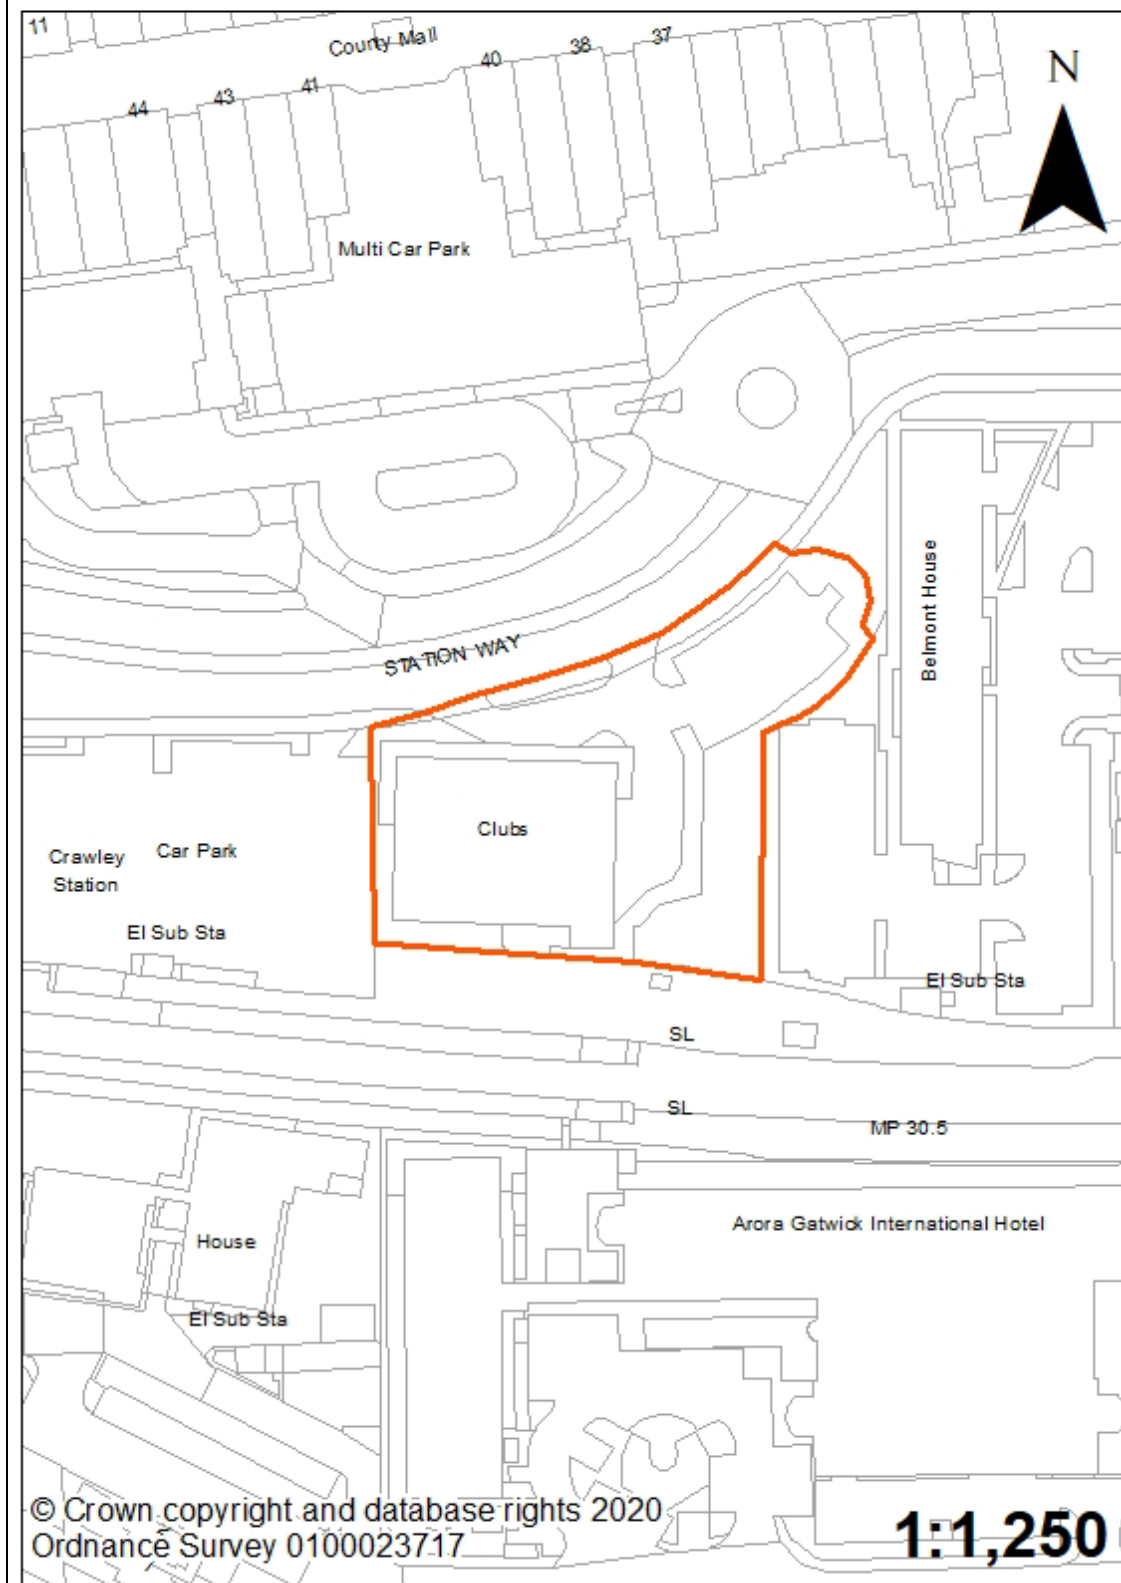 11
County Mall
37
38
40
41
43
44
N
Multi Car Park
Belmont House
STATION WAY
Clubs
Car Park
Crawley
Station
El Sub Sta
El Sub Sta
SL
SL
MP 30.5
Arora Gatwick International Hotel
House
El Sub Sta
© Crown copyright and database rights 2020
Ordnance Survey 0100023717
1:1,250